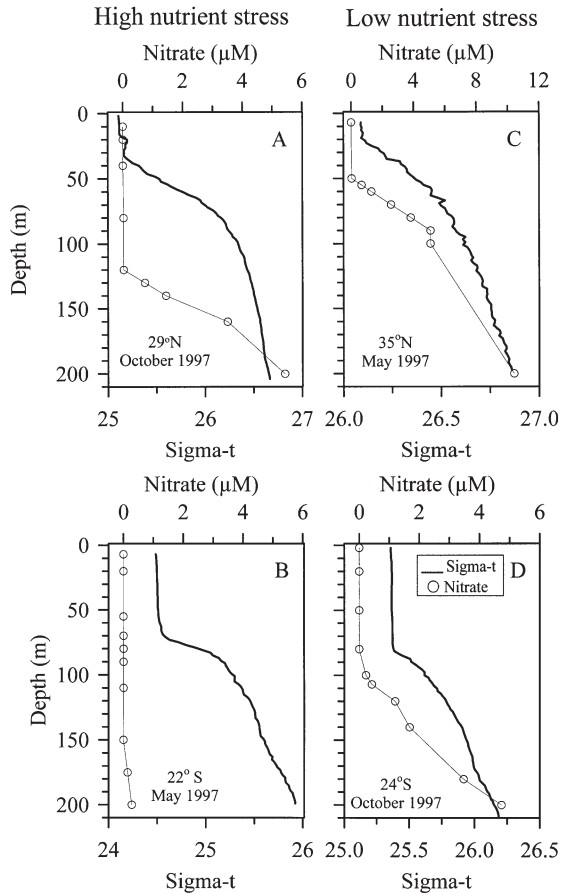 High nutrient stress
Low nutrient stress
Nitrate (µM)
Nitrate (µM)
0 2 4 6
0 4 8 12
0
50
100
150
200
Depth (m)
A
C
29°N
October 1997
35°N
May 1997
25 26 27
26.0 26.5 27.0
Sigma-t
Sigma-t
Nitrate (µM)
Nitrate (µM)
0 1 2 3 4 5 6
0 2 4 6
0
50
100
150
200
Depth (m)
B
D
Sigma-t
Nitrate
22° S
May 1997
24°S
October 1997
24 25 26
25.0 25.5 26.0 26.5
Sigma-t
Sigma-t